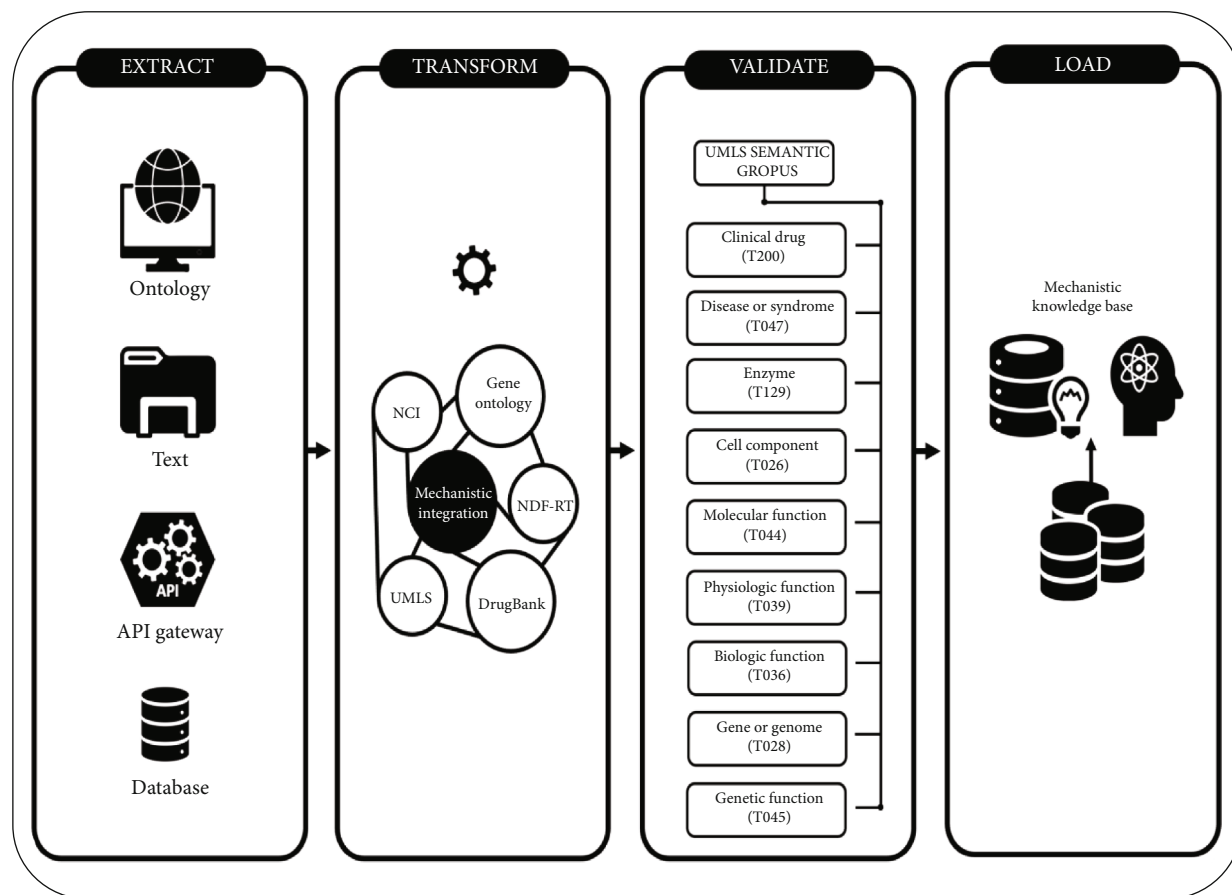 EXTRACT
Ontology
Text
API
API gateway
Database
TRANSFORM
NCI
Gene
ontology
Mechanistic
integration
NDF-RT
UMLS
DrugBank
VALIDATE
UMLS SEMANTIC
GROPUS
Clinical drug
(T200)
Disease or syndrome
(T047)
Enzyme
(T129)
Cell component
(T026)
Molecular function
(T044)
Physiologic function
(T039)
Biologic function
(T036)
Gene or genome
(T028)
Genetic function
(T045)
LOAD
Mechanistic
knowledge base